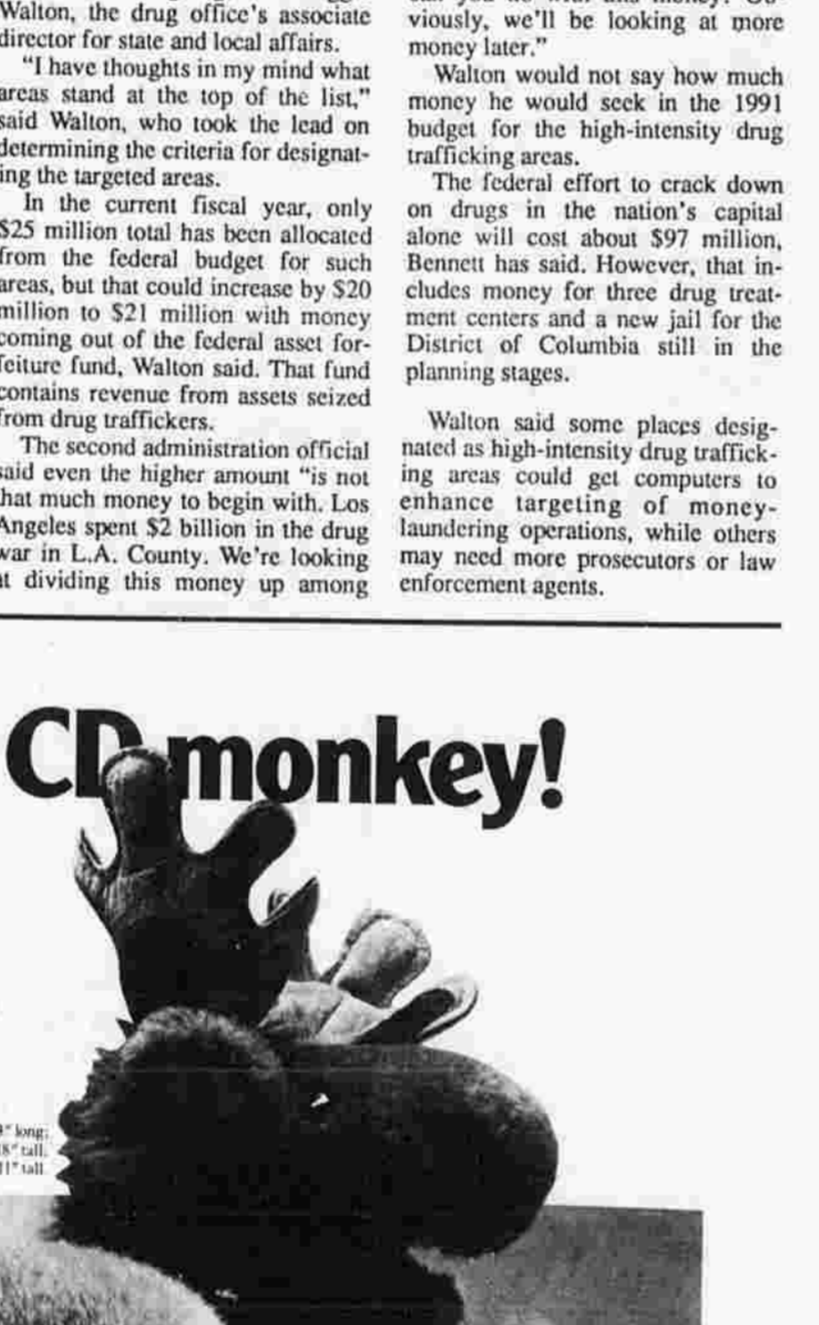 Walton, the drug office's associate
director for state and local affairs.
"I have thoughts in my mind what
areas stand at the top of the list,"
said Walton, who took the lead on
determining the criteria for designat-
ing the targeted areas.
In the current fiscal year, only
$25 million total has been allocated
from the federal budget for such
areas, but that could increase by $20
million to $21 million with money
coming out of the federal asset for-
feiture fund, Walton said. That fund
contains revenue from assets seized
from drug traffickers.
The second administration official
said even the higher amount "is not
that much money to begin with. Los
Angeles spent $2 billion in the drug
war in L.A. County. We're looking
at dividing this money up among
viously, we'll be looking at more
money later."
Walton would not say how much
money he would seek in the 1991
budget for the high-intensity drug
trafficking areas.
The federal effort to crack down
on drugs in the nation's capital
alone will cost about $97 million,
Bennett has said. However, that in-
cludes money for three drug treat-
ment centers and a new jail for the
District of Columbia still in the
planning stages.
Walton said some places desig-
nated as high-intensity drug traffick-
ing areas could get computers to
enhance targeting of money-
laundering operations, while others
may need more prosecutors or law
enforcement agents.
CD monkey!
" long;
8" tall,
11" tall